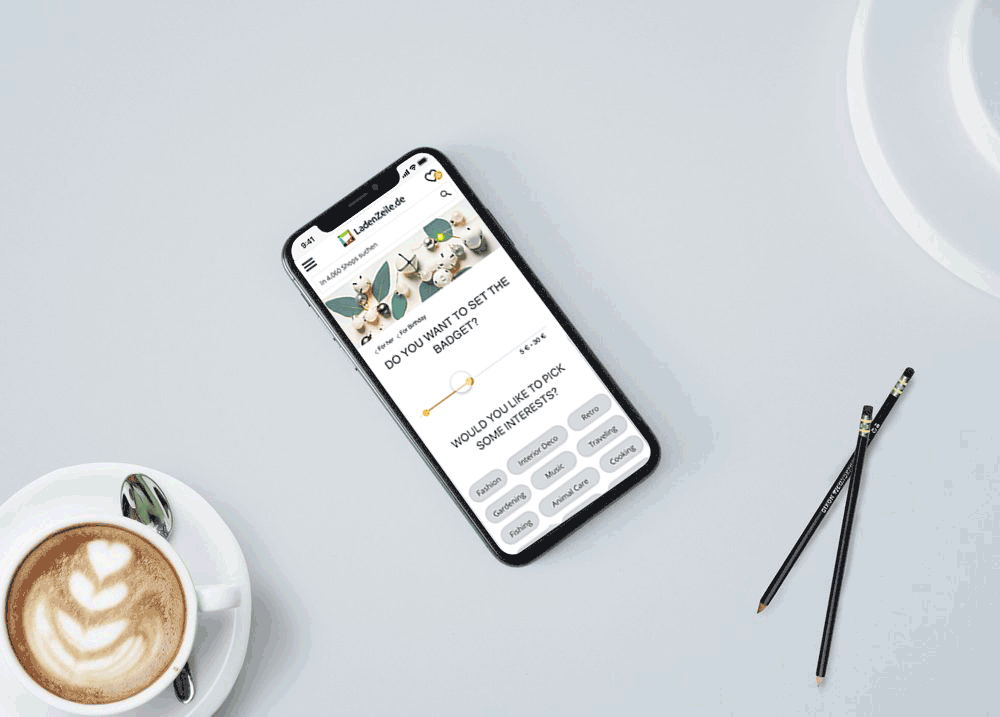 9:41
LadenZeile.de
In 4.060 Shops suchen
‹ For her ‹ For Birthday
DO YOU WANT TO SET THE
BADGET?
5 € - 30 €
WOULD YOU LIKE TO PICK
SOME INTERESTS?
Fashion Interior Deco Retro
Gardening Music Traveling
Fishing Animal Care Cooking
DIXON TICONDEROGA